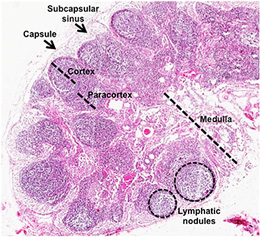 Subcapsular
sinus
Capsule
Cortex
Paracortex
Medulla
Lymphatic
nodules